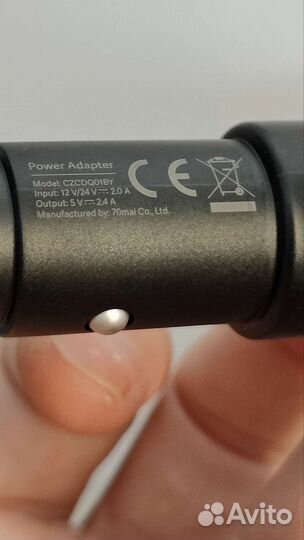 Power Adapter
Model: CZCDQ01BY
Input: 12 V/24 V⎓2.0 A
Output: 5 V⎓2.4 A
Manufactured by: 70mai Co., Ltd.
CE
Avito